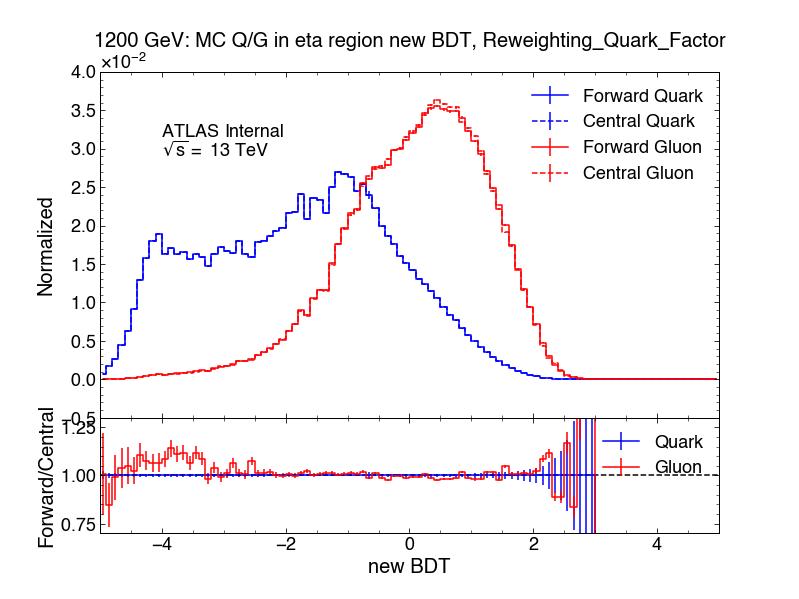 1200 GeV: MC Q/G in eta region new BDT, Reweighting_Quark_Factor
×10⁻²
4.0
3.5
3.0
2.5
2.0
1.5
1.0
0.5
0.0
−0.5
Normalized
ATLAS Internal
√s = 13 TeV
Forward Quark
Central Quark
Forward Gluon
Central Gluon
1.25
1.00
0.75
Forward/Central
Quark
Gluon
−4 −2 0 2 4
new BDT